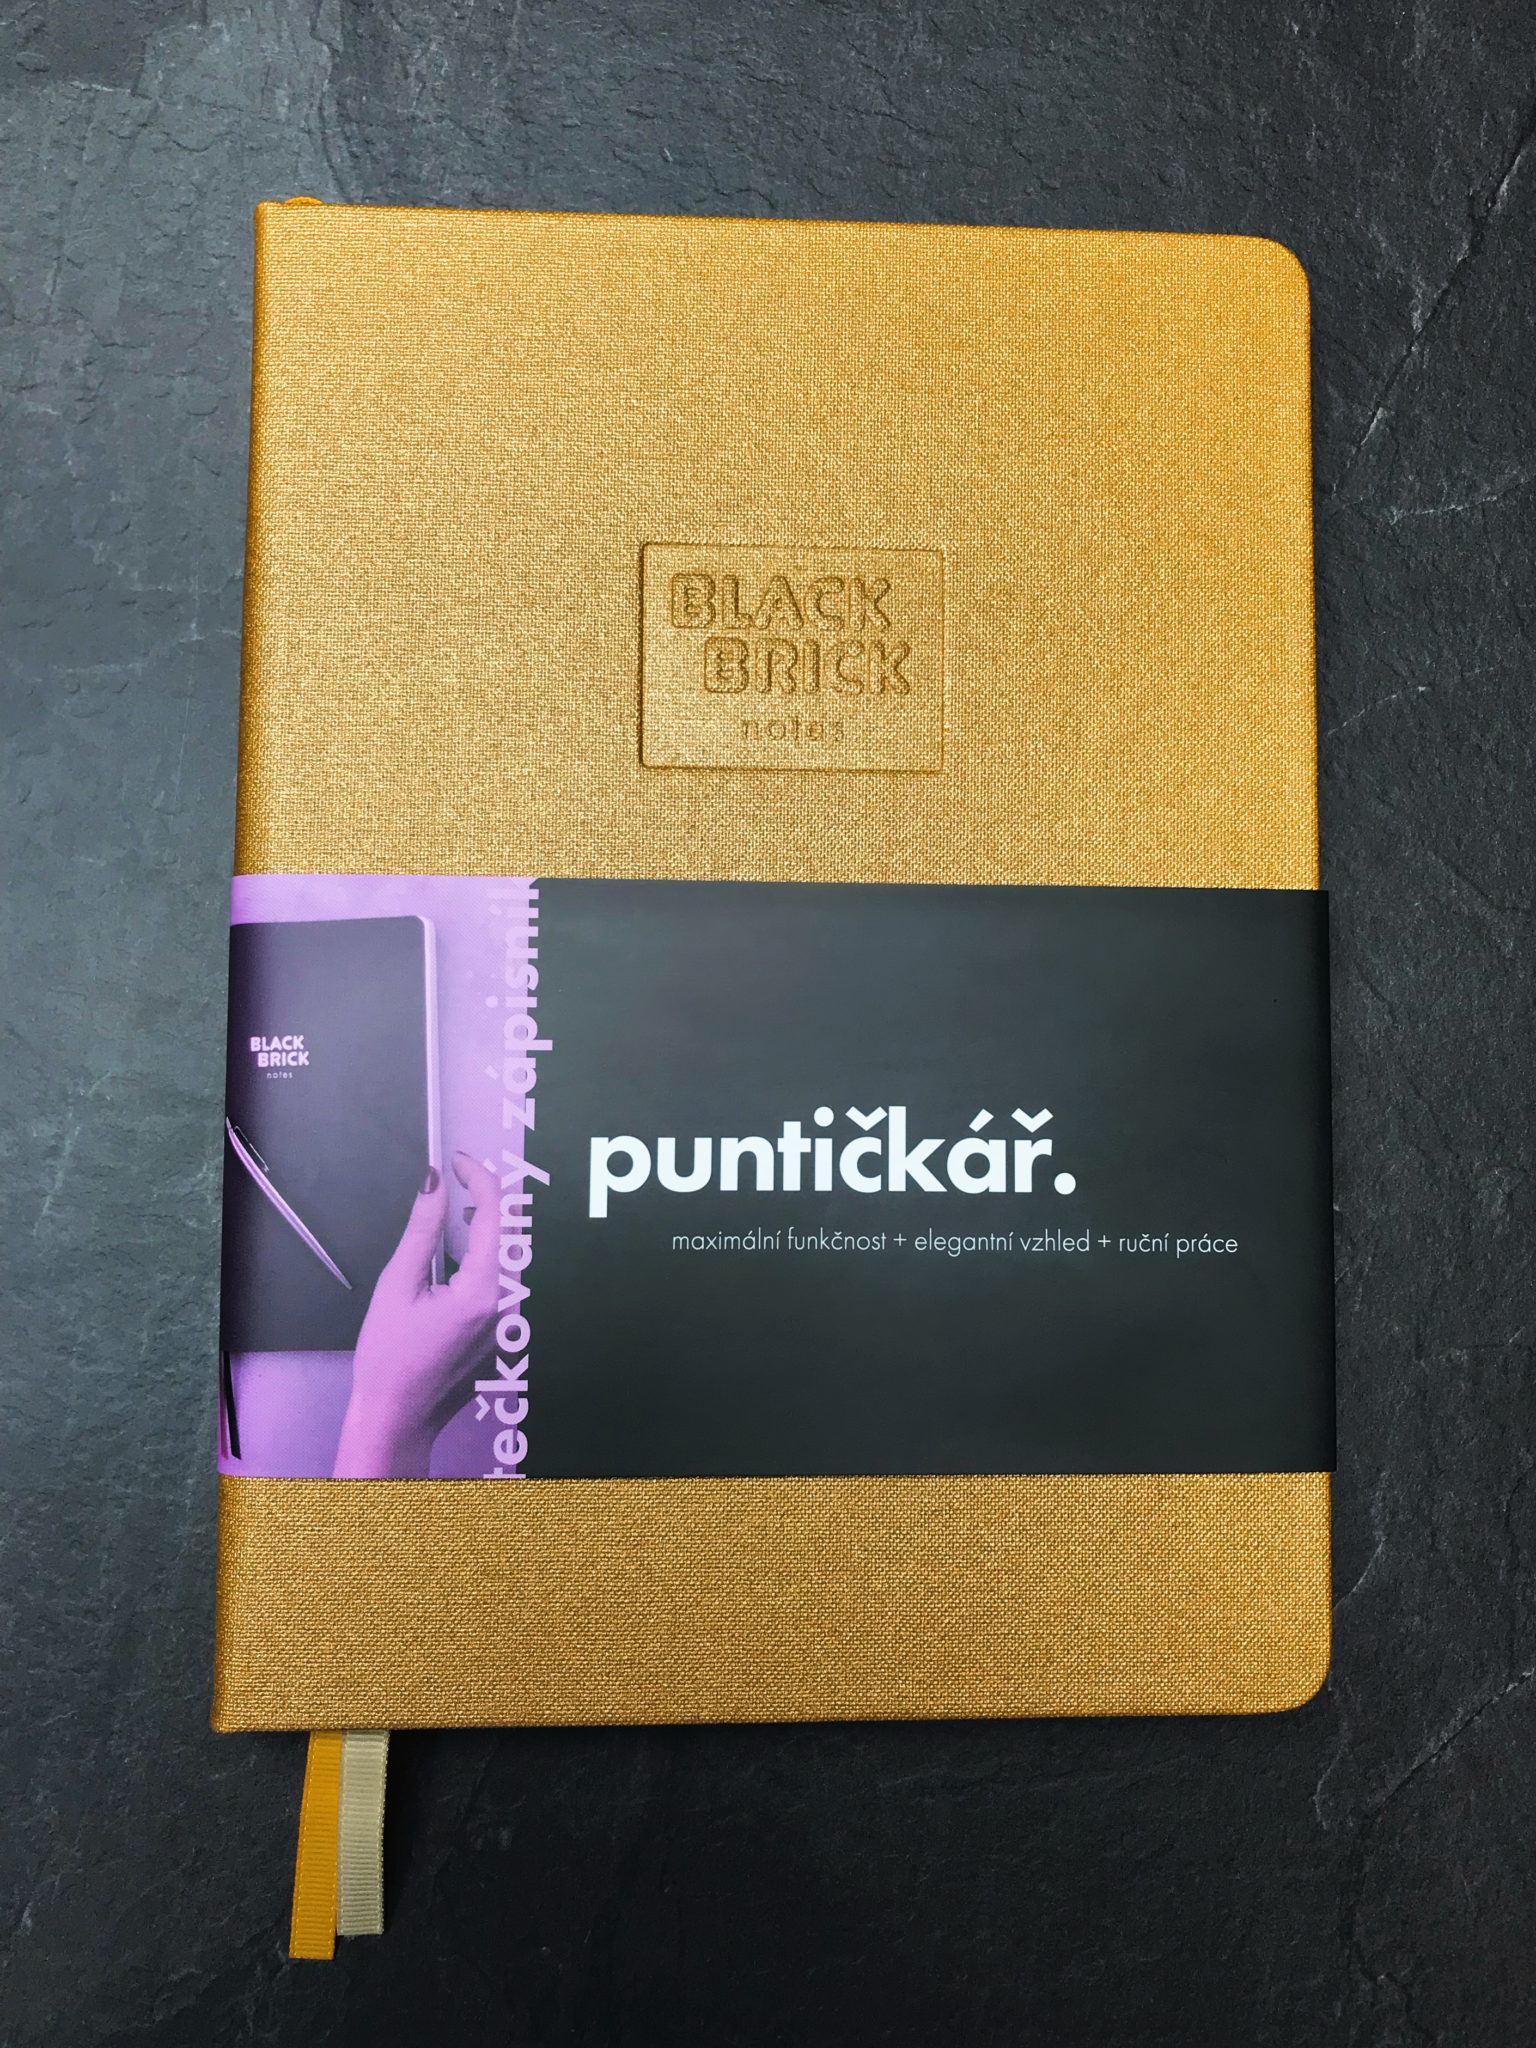 BLACK
BRICK
notes
BLACK
BRICK
notes
tečkovaný zápisník
puntičkář.
maximální funkčnost + elegantní vzhled + ruční práce